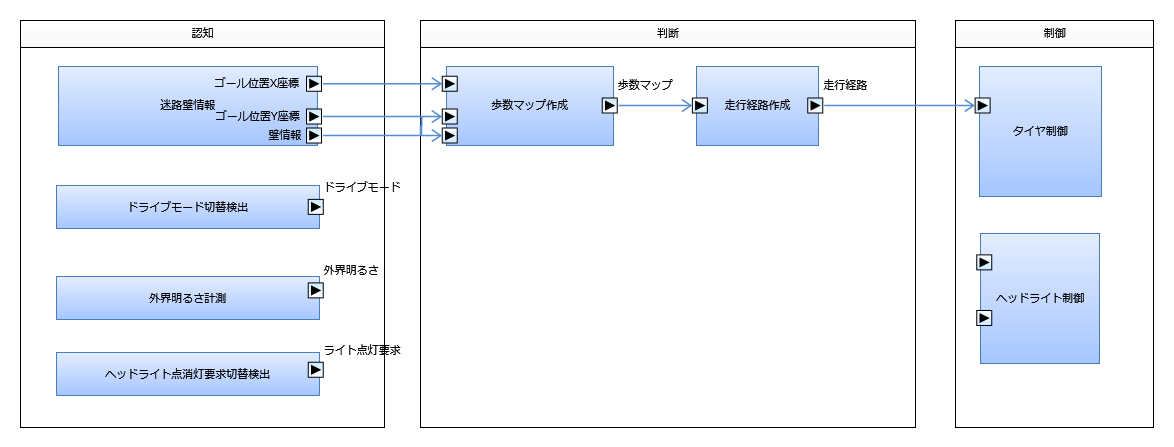 認知
判断
制御
ゴール位置X座標
迷路壁情報
ゴール位置Y座標
壁情報
歩数マップ作成
歩数マップ
走行経路作成
走行経路
タイヤ制御
ドライブモード
ドライブモード切替検出
外界明るさ
外界明るさ計測
ヘッドライト制御
ライト点灯要求
ヘッドライト点消灯要求切替検出